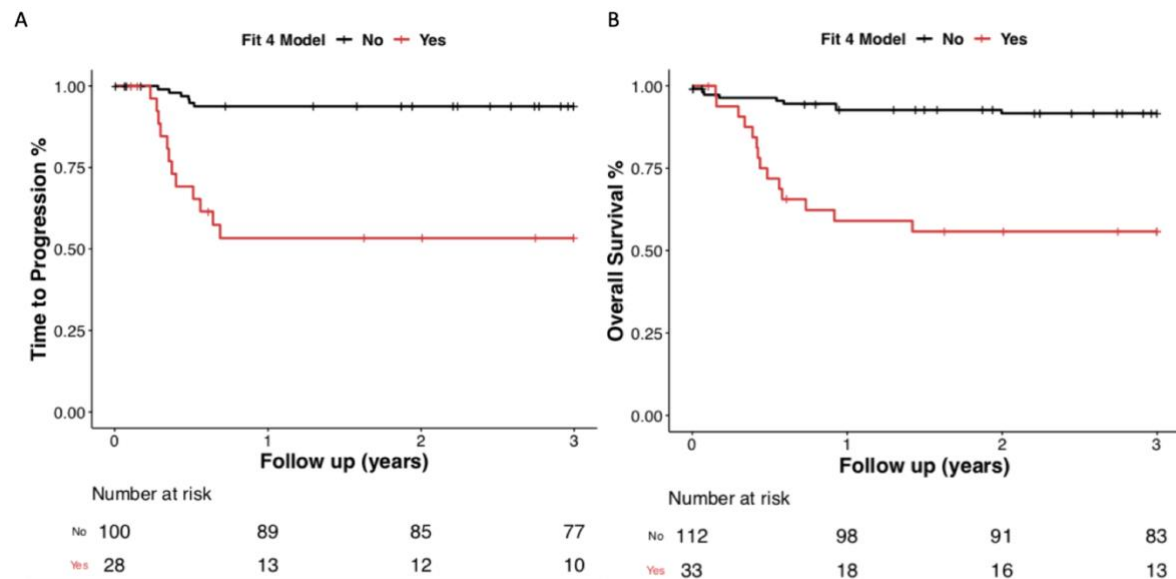 A
Fit 4 Model No Yes
Time to Progression %
1.00
0.75
0.50
0.25
0.00
0 1 2 3
Follow up (years)
Number at risk
No 100 89 85 77
Yes 28 13 12 10
B
Fit 4 Model No Yes
Overall Survival %
1.00
0.75
0.50
0.25
0.00
0 1 2 3
Follow up (years)
Number at risk
No 112 98 91 83
Yes 33 18 16 13